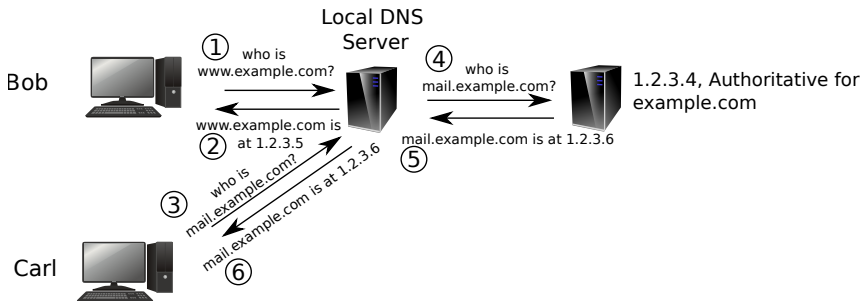 Local DNS
Server
Bob
1
who is
www.example.com?
2
www.example.com is
at 1.2.3.5
4
who is
mail.example.com?
5
mail.example.com is at 1.2.3.6
1.2.3.4, Authoritative for
example.com
3
who is
mail.example.com?
6
mail.example.com is at 1.2.3.6
Carl